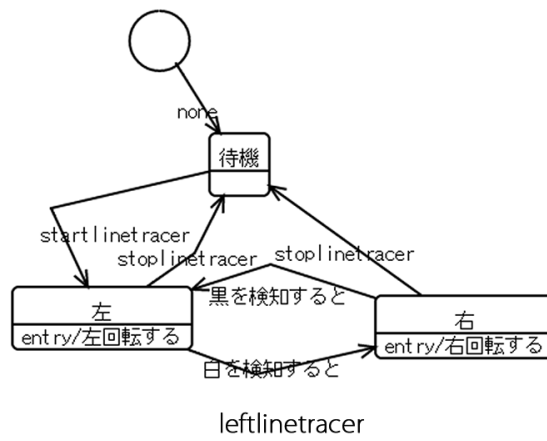 none
待機
startlinetracer
stoplinetracer
stoplinetracer
左
entry/左回転する
黒を検知すると
右
entry/右回転する
白を検知すると
leftlinetracer